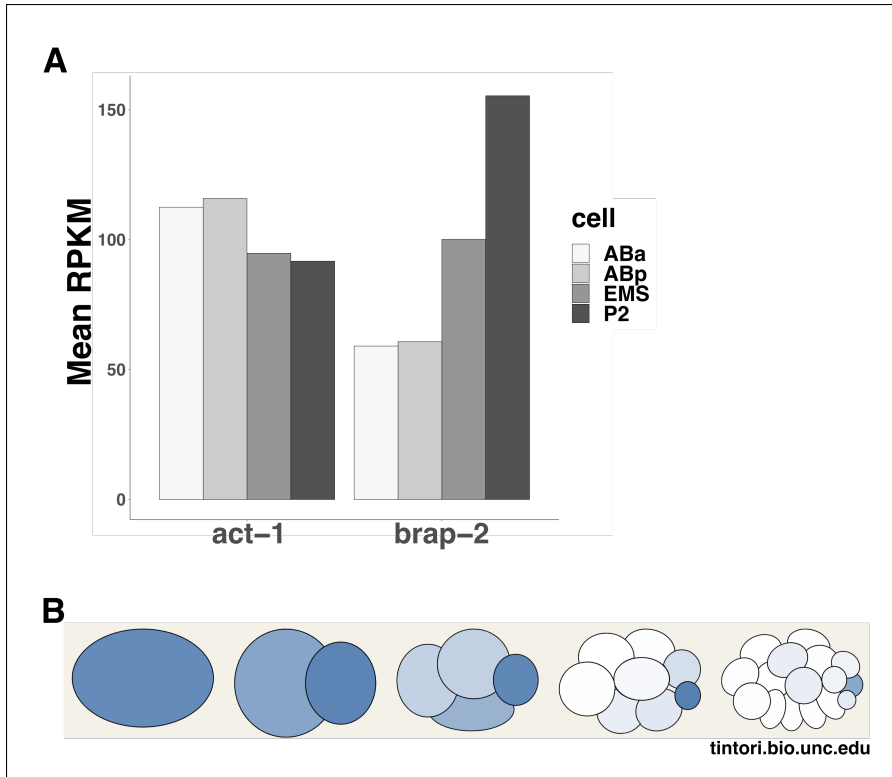 A
Mean RPKM
150
100
50
0
act−1
brap−2
cell
ABa
ABp
EMS
P2
B
tintori.bio.unc.edu